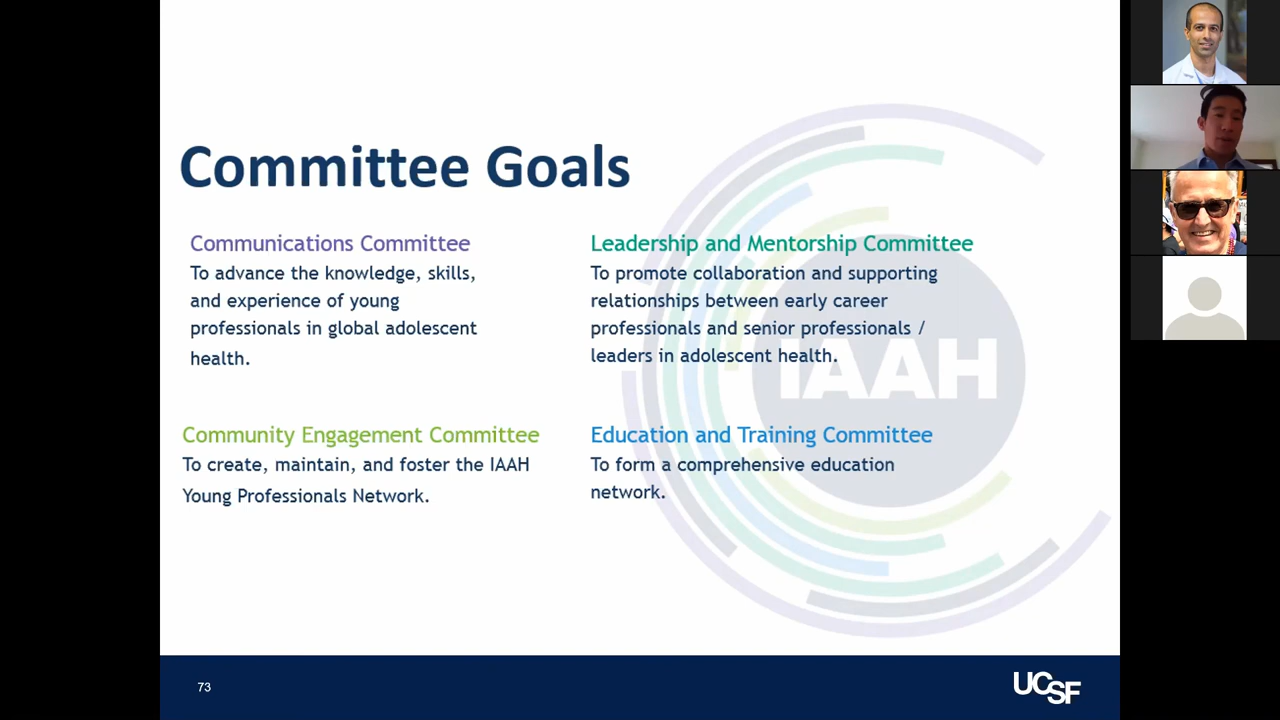 Committee Goals
Communications Committee
To advance the knowledge, skills,
and experience of young
professionals in global adolescent
health.
Leadership and Mentorship Committee
To promote collaboration and supporting
relationships between early career
professionals and senior professionals /
leaders in adolescent health.
Community Engagement Committee
To create, maintain, and foster the IAAH
Young Professionals Network.
Education and Training Committee
To form a comprehensive education
network.
IAAH
73
UCSF